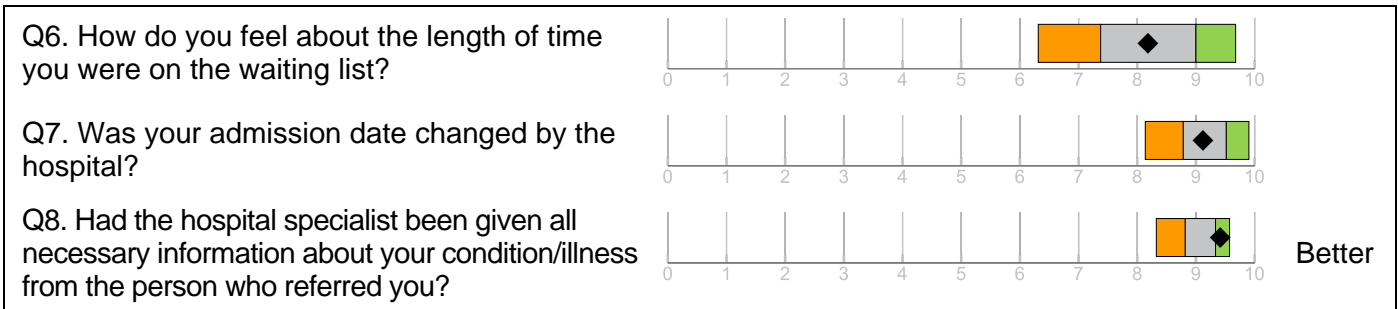 Q6. How do you feel about the length of time
you were on the waiting list?
0 1 2 3 4 5 6 7 8 9 10
Q7. Was your admission date changed by the
hospital?
0 1 2 3 4 5 6 7 8 9 10
Q8. Had the hospital specialist been given all
necessary information about your condition/illness
from the person who referred you?
0 1 2 3 4 5 6 7 8 9 10
Better